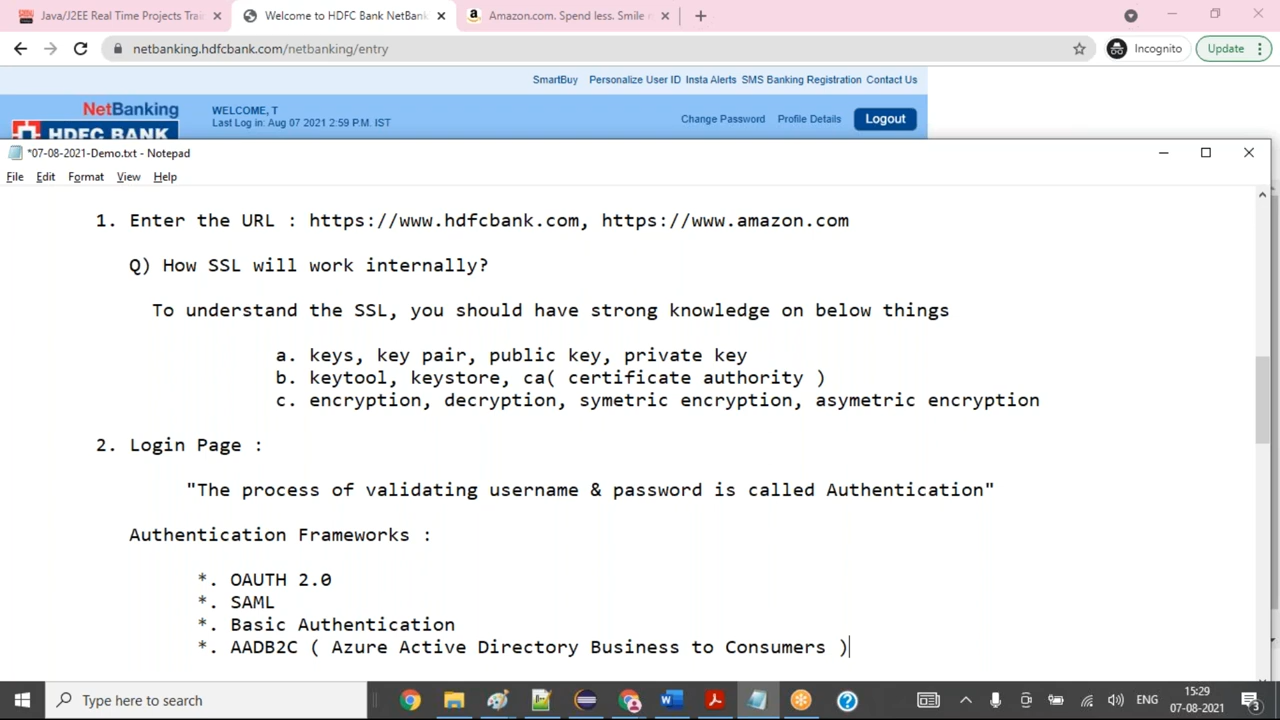 Java/J2EE Real Time Projects Trai
Welcome to HDFC Bank NetBank
Amazon.com. Spend less. Smile
netbanking.hdfcbank.com/netbanking/entry
Incognito
Update
SmartBuy Personalize User ID Insta Alerts SMS Banking Registration Contact Us
NetBanking
HDFC BANK
WELCOME, T
Last Log in: Aug 07 2021 2:59 P.M. IST
Change Password Profile Details Logout
*07-08-2021-Demo.txt - Notepad
File Edit Format View Help
1. Enter the URL : https://www.hdfcbank.com, https://www.amazon.com
Q) How SSL will work internally?
To understand the SSL, you should have strong knowledge on below things
a. keys, key pair, public key, private key
b. keytool, keystore, ca( certificate authority )
c. encryption, decryption, symetric encryption, asymetric encryption
2. Login Page :
"The process of validating username & password is called Authentication"
Authentication Frameworks :
*. OAUTH 2.0
*. SAML
*. Basic Authentication
*. AADB2C ( Azure Active Directory Business to Consumers )
Type here to search
ENG
15:29
07-08-2021
3